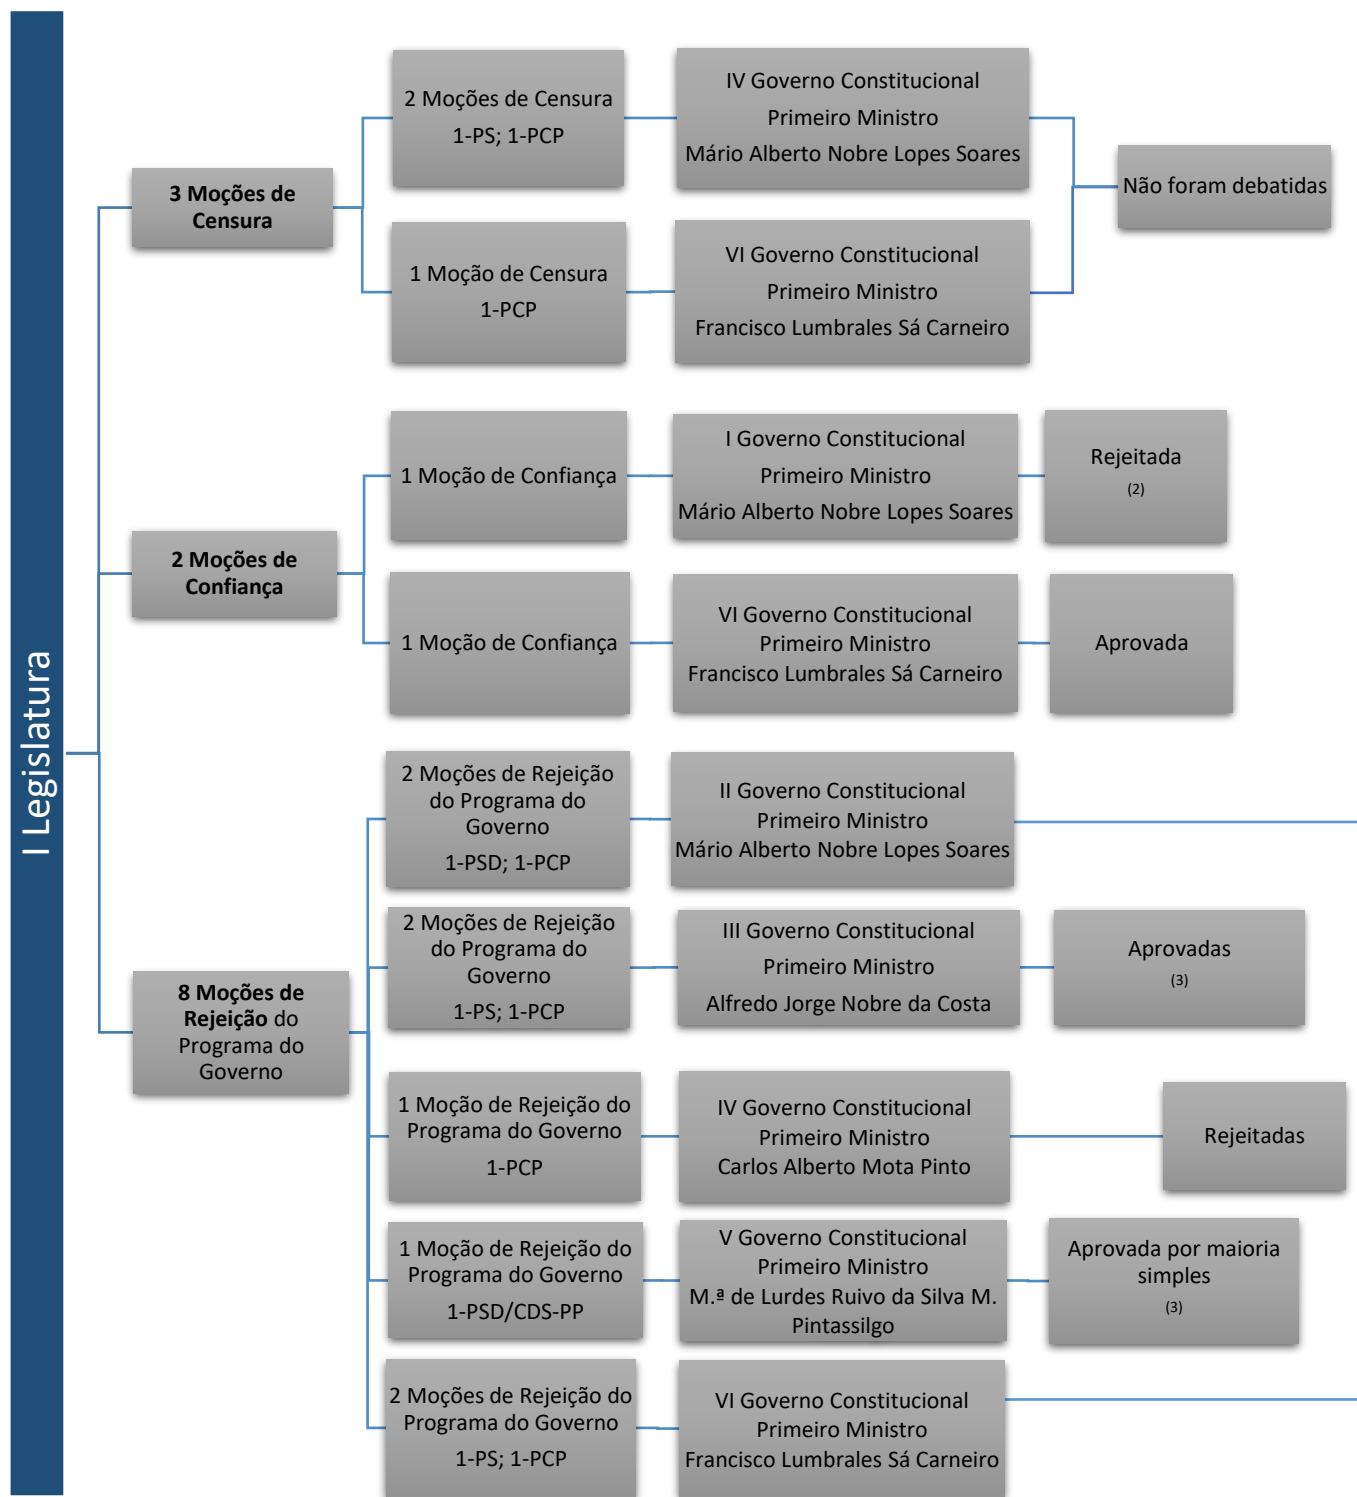 I Legislatura
3 Moções de
Censura
2 Moções de Censura
1-PS; 1-PCP
IV Governo Constitucional
Primeiro Ministro
Mário Alberto Nobre Lopes Soares
Não foram debatidas
1 Moção de Censura
1-PCP
VI Governo Constitucional
Primeiro Ministro
Francisco Lumbrales Sá Carneiro
2 Moções de
Confiança
1 Moção de Confiança
I Governo Constitucional
Primeiro Ministro
Mário Alberto Nobre Lopes Soares
Rejeitada
(2)
1 Moção de Confiança
VI Governo Constitucional
Primeiro Ministro
Francisco Lumbrales Sá Carneiro
Aprovada
8 Moções de
Rejeição do
Programa do
Governo
2 Moções de Rejeição
do Programa do
Governo
1-PSD; 1-PCP
II Governo Constitucional
Primeiro Ministro
Mário Alberto Nobre Lopes Soares
2 Moções de Rejeição
do Programa do
Governo
1-PS; 1-PCP
III Governo Constitucional
Primeiro Ministro
Alfredo Jorge Nobre da Costa
Aprovadas
(3)
1 Moção de Rejeição do
Programa do Governo
1-PCP
IV Governo Constitucional
Primeiro Ministro
Carlos Alberto Mota Pinto
Rejeitadas
1 Moção de Rejeição do
Programa do Governo
1-PSD/CDS-PP
V Governo Constitucional
Primeiro Ministro
M.ª de Lurdes Ruivo da Silva M.
Pintassilgo
Aprovada por maioria
simples
(3)
2 Moções de Rejeição do
Programa do Governo
1-PS; 1-PCP
VI Governo Constitucional
Primeiro Ministro
Francisco Lumbrales Sá Carneiro